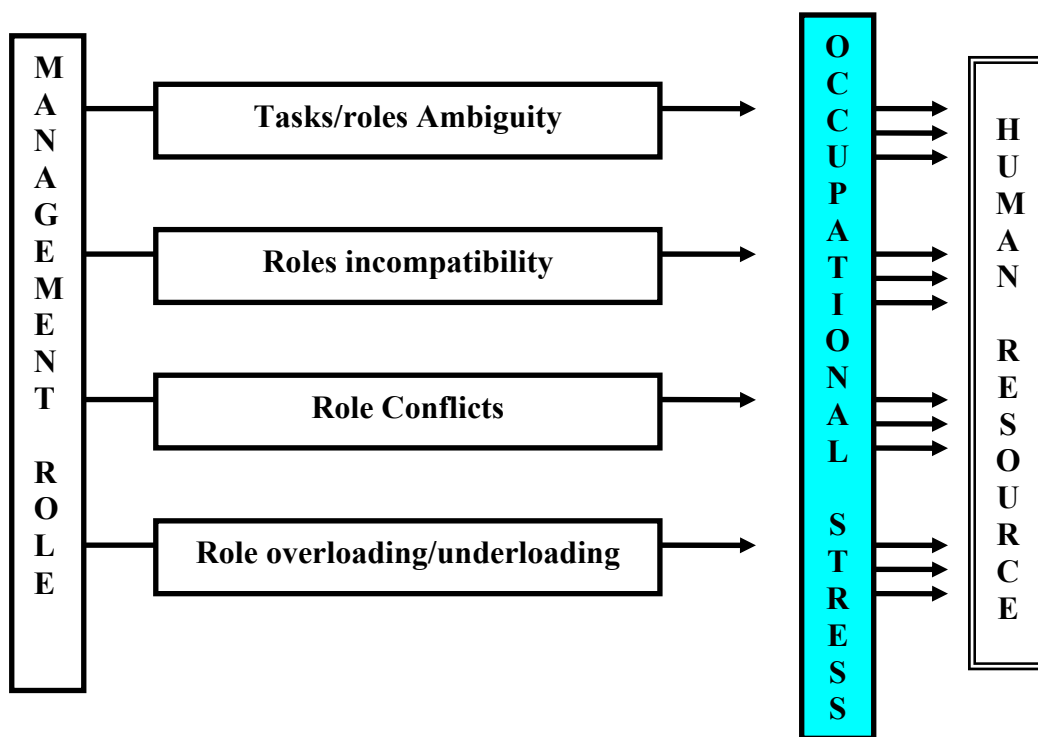 MANAGEMENT ROLE
Tasks/roles Ambiguity
Roles incompatibility
Role Conflicts
Role overloading/underloading
OCCUPATIONAL STRESS
HUMAN RESOURCE